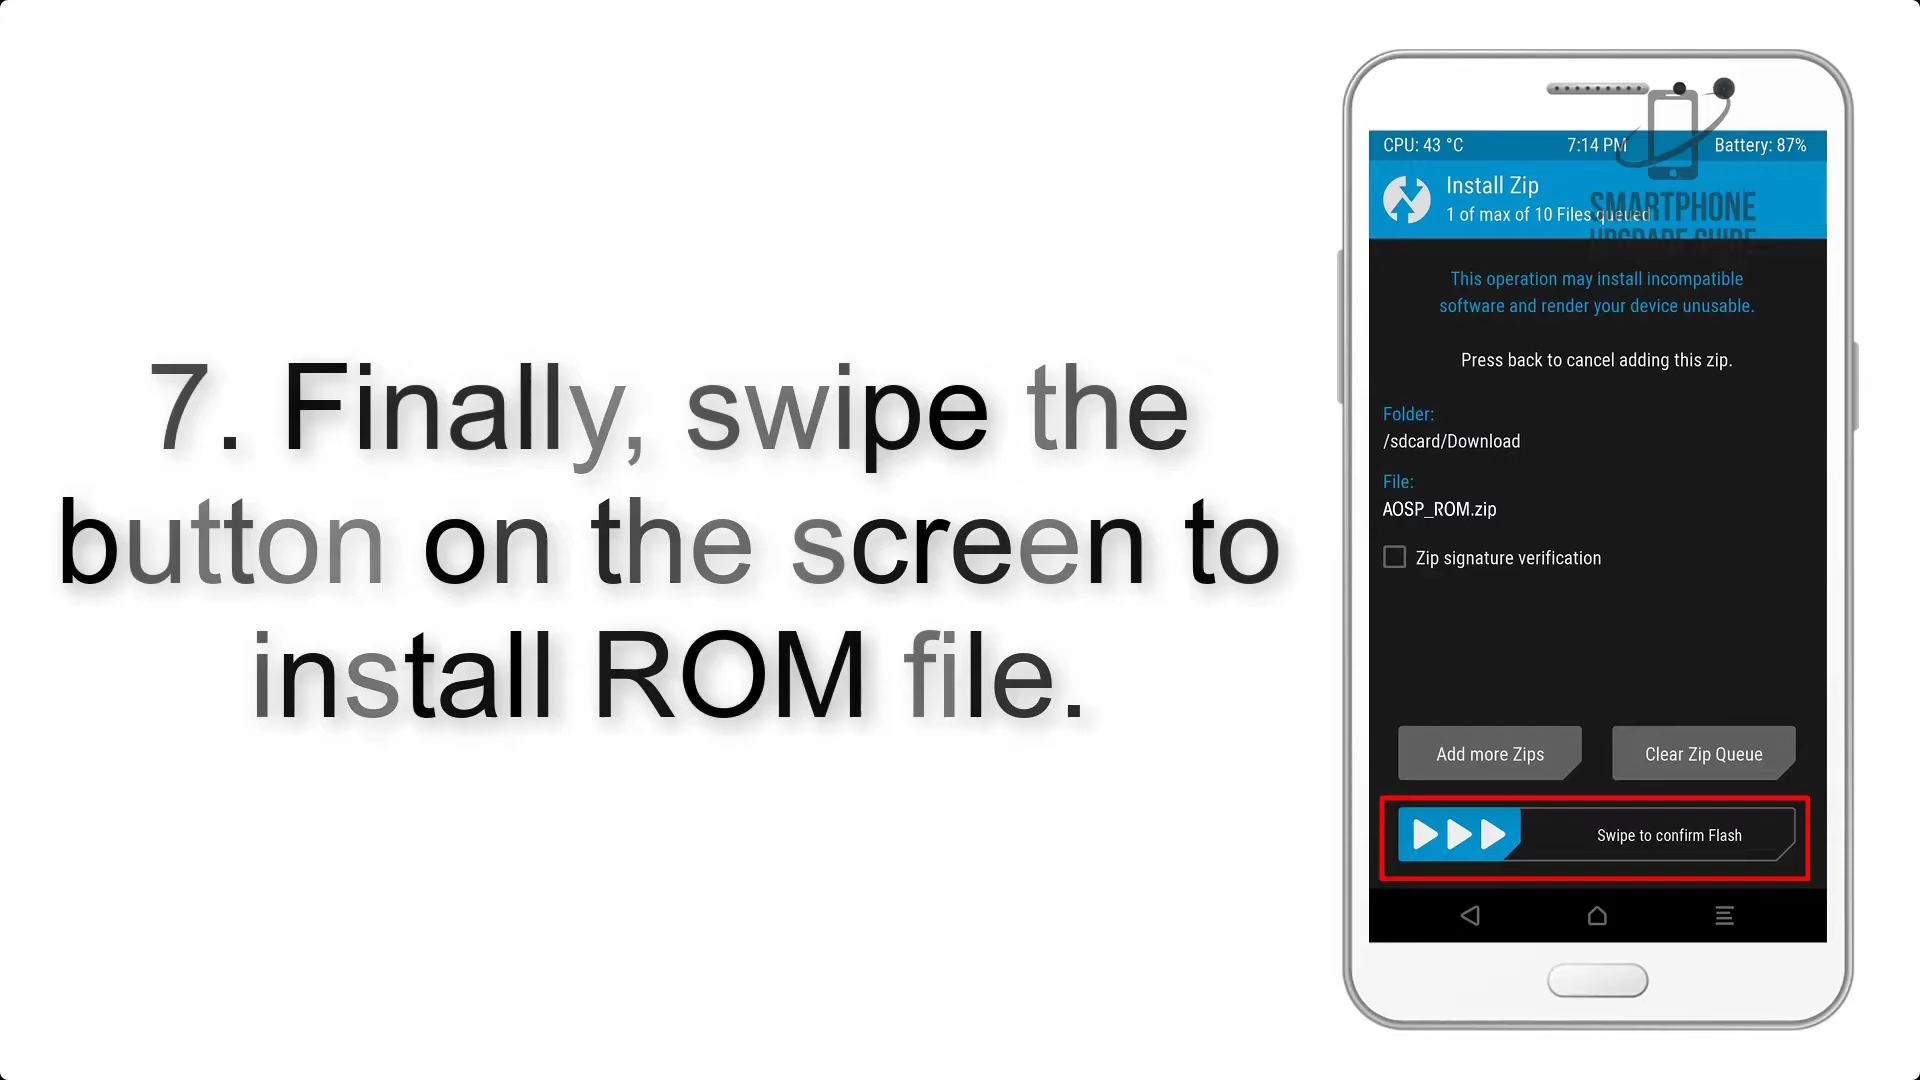 7. Finally, swipe the
button on the screen to
install ROM file.
CPU: 43 °C 7:14 PM Battery: 87%
Install Zip
1 of max of 10 Files queued
SMARTPHONE
UPGRADE GUIDE
This operation may install incompatible
software and render your device unusable.
Press back to cancel adding this zip.
Folder:
/sdcard/Download
File:
AOSP_ROM.zip
Zip signature verification
Add more Zips Clear Zip Queue
Swipe to confirm Flash